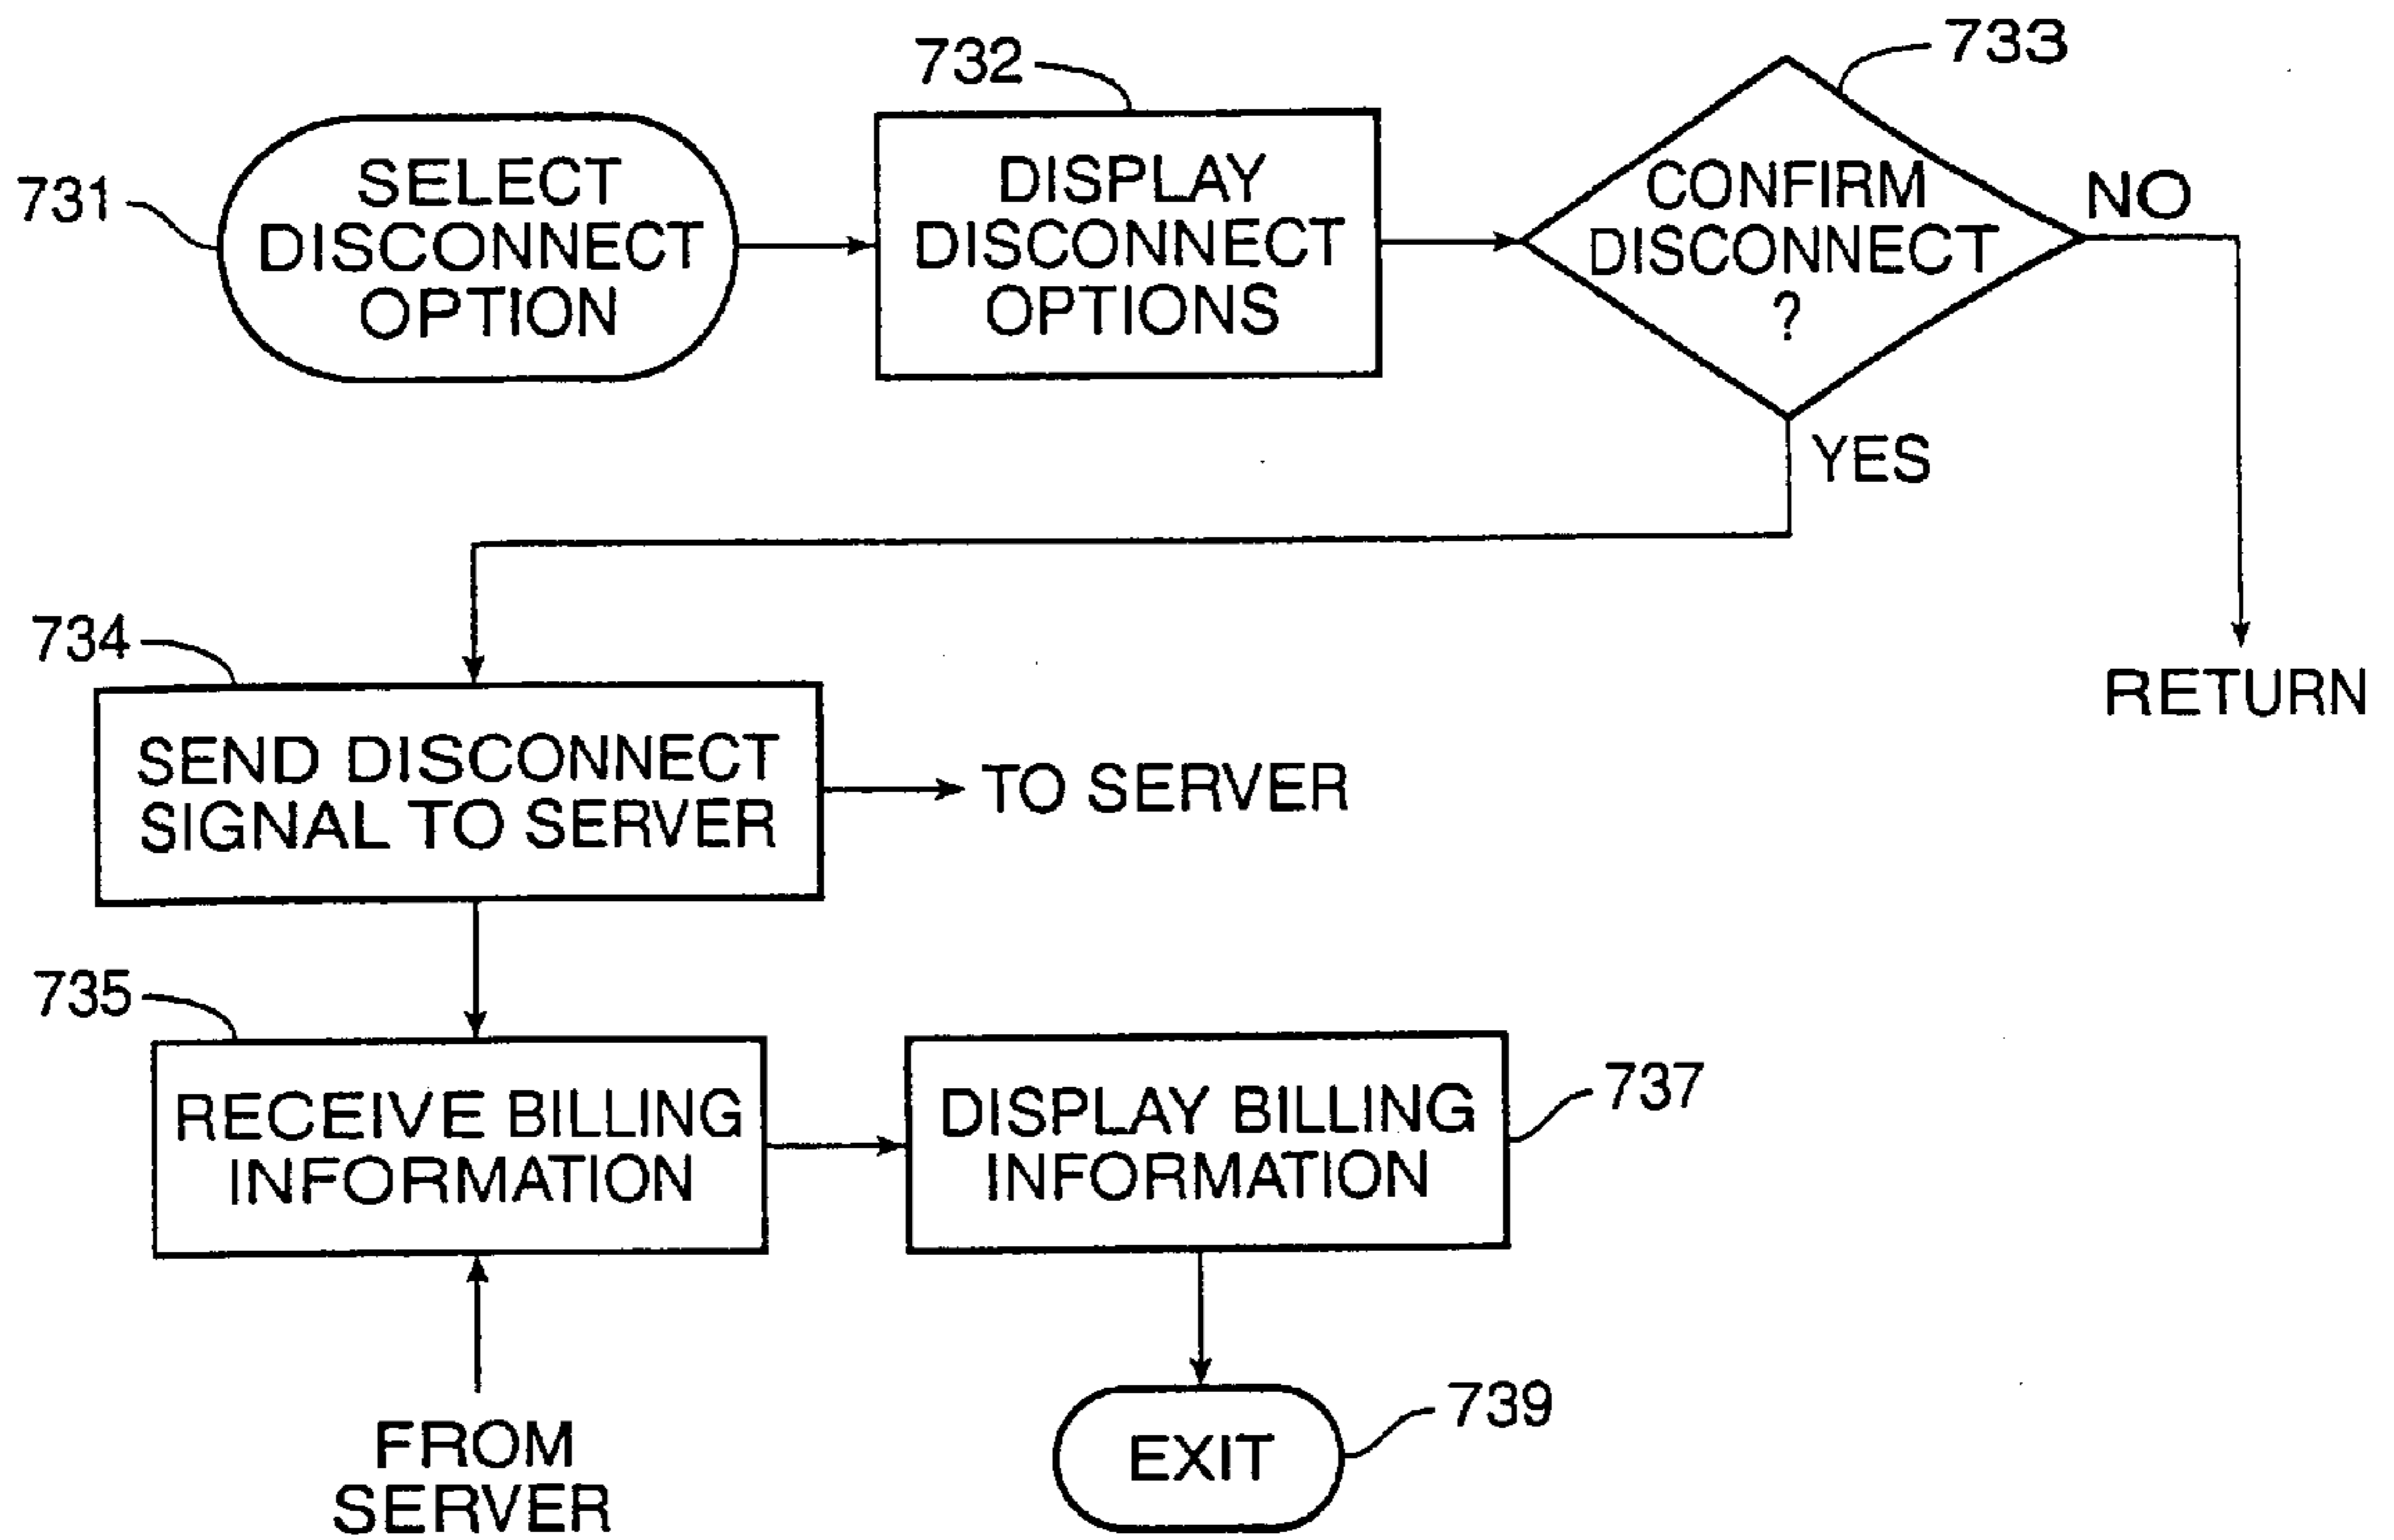 731
SELECT
DISCONNECT
OPTION
732
DISPLAY
DISCONNECT
OPTIONS
733
CONFIRM
DISCONNECT
?
NO
YES
RETURN
734
SEND DISCONNECT
SIGNAL TO SERVER
TO SERVER
735
RECEIVE BILLING
INFORMATION
FROM
SERVER
DISPLAY BILLING
INFORMATION
737
EXIT
739